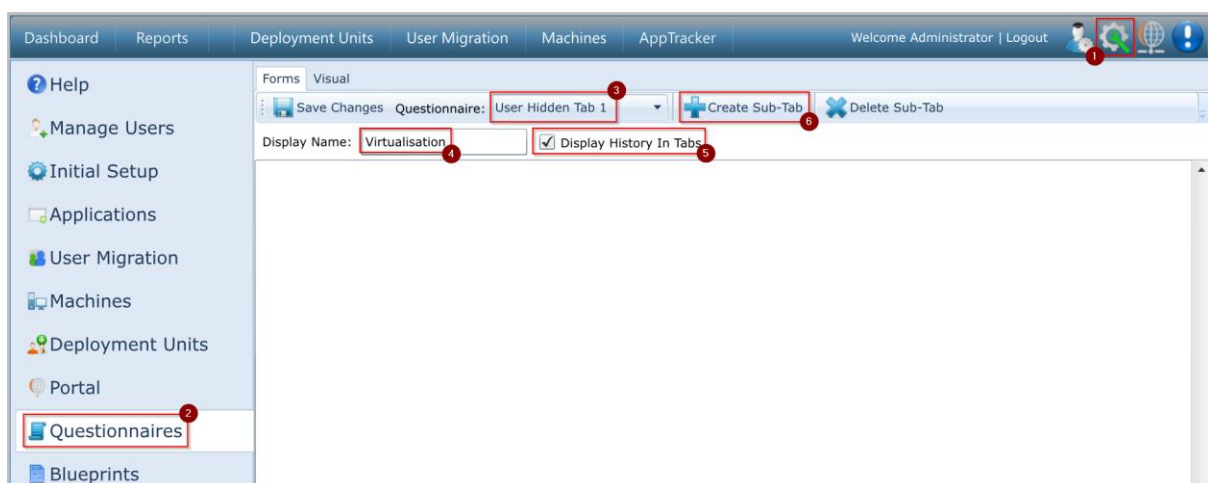 Dashboard Reports Deployment Units User Migration Machines AppTracker Welcome Administrator | Logout
1
Help
Manage Users
Initial Setup
Applications
User Migration
Machines
Deployment Units
Portal
2
Questionnaires
Blueprints
Forms Visual
3
Save Changes Questionnaire: User Hidden Tab 1 Create Sub-Tab Delete Sub-Tab
6
Display Name: Virtualisation Display History In Tabs
4 5